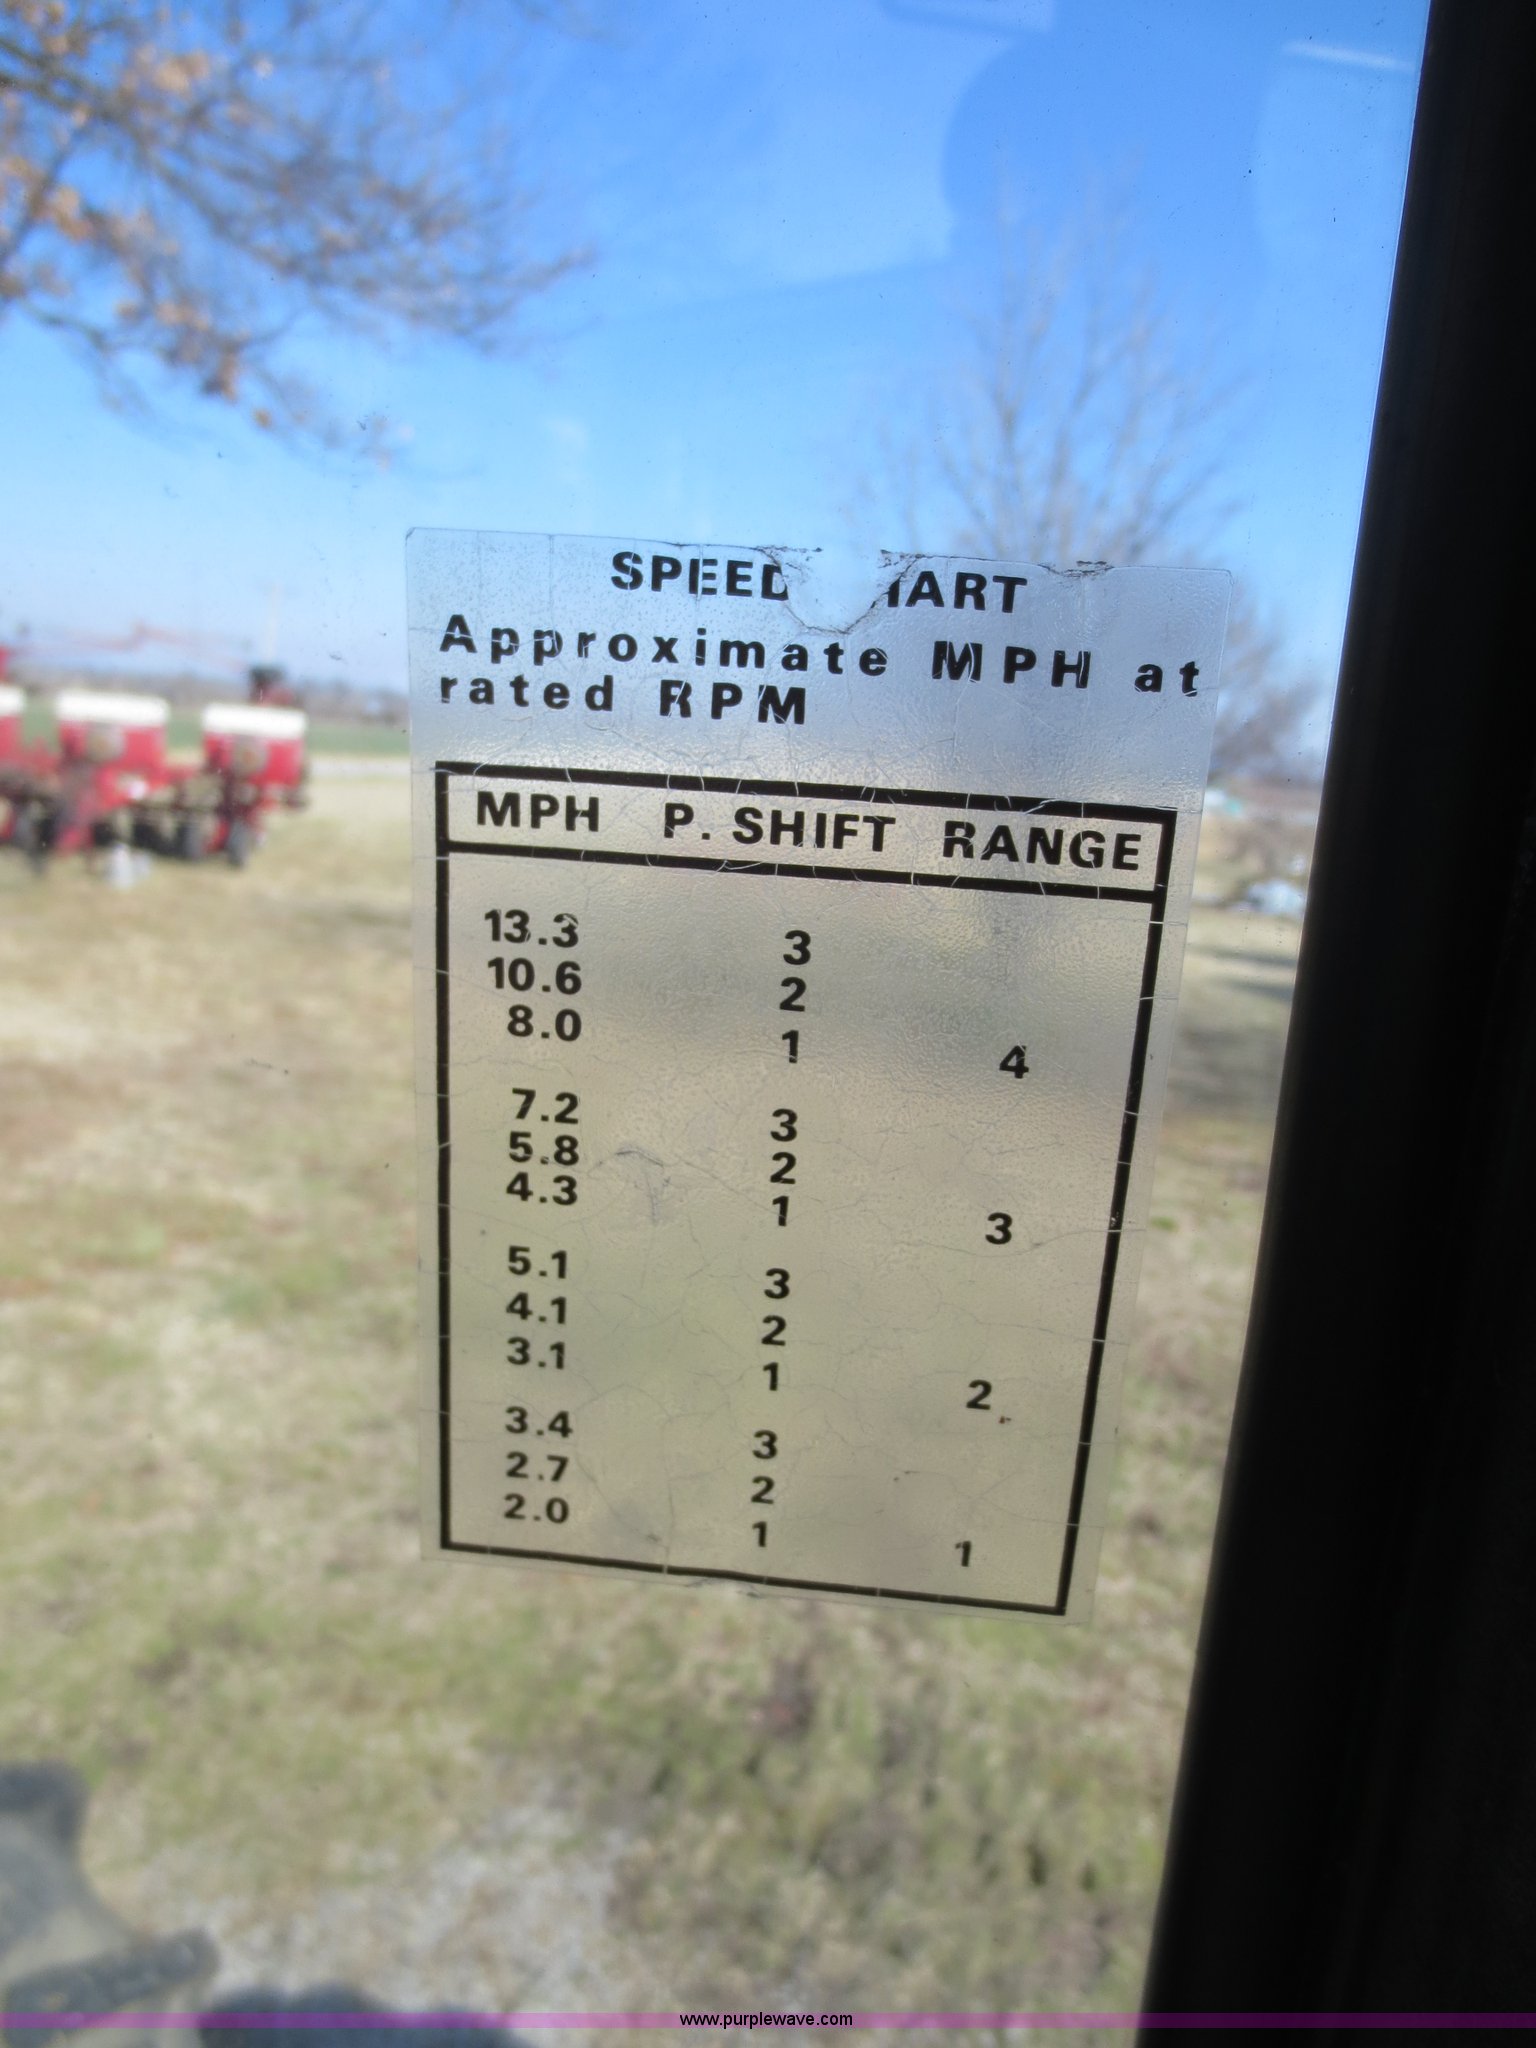 SPEED HART
Approximate MPH at
rated RPM
MPH P. SHIFT RANGE
13.3 3
10.6 2
8.0 1 4
7.2 3
5.8 2
4.3 1 3
5.1 3
4.1 2
3.1 1 2
3.4 3
2.7 2
2.0 1 1
www.purplewave.com